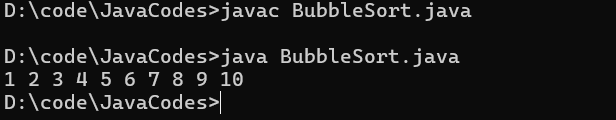 D:\code\JavaCodes>javac BubbleSort.java
D:\code\JavaCodes>java BubbleSort.java
1 2 3 4 5 6 7 8 9 10
D:\code\JavaCodes>